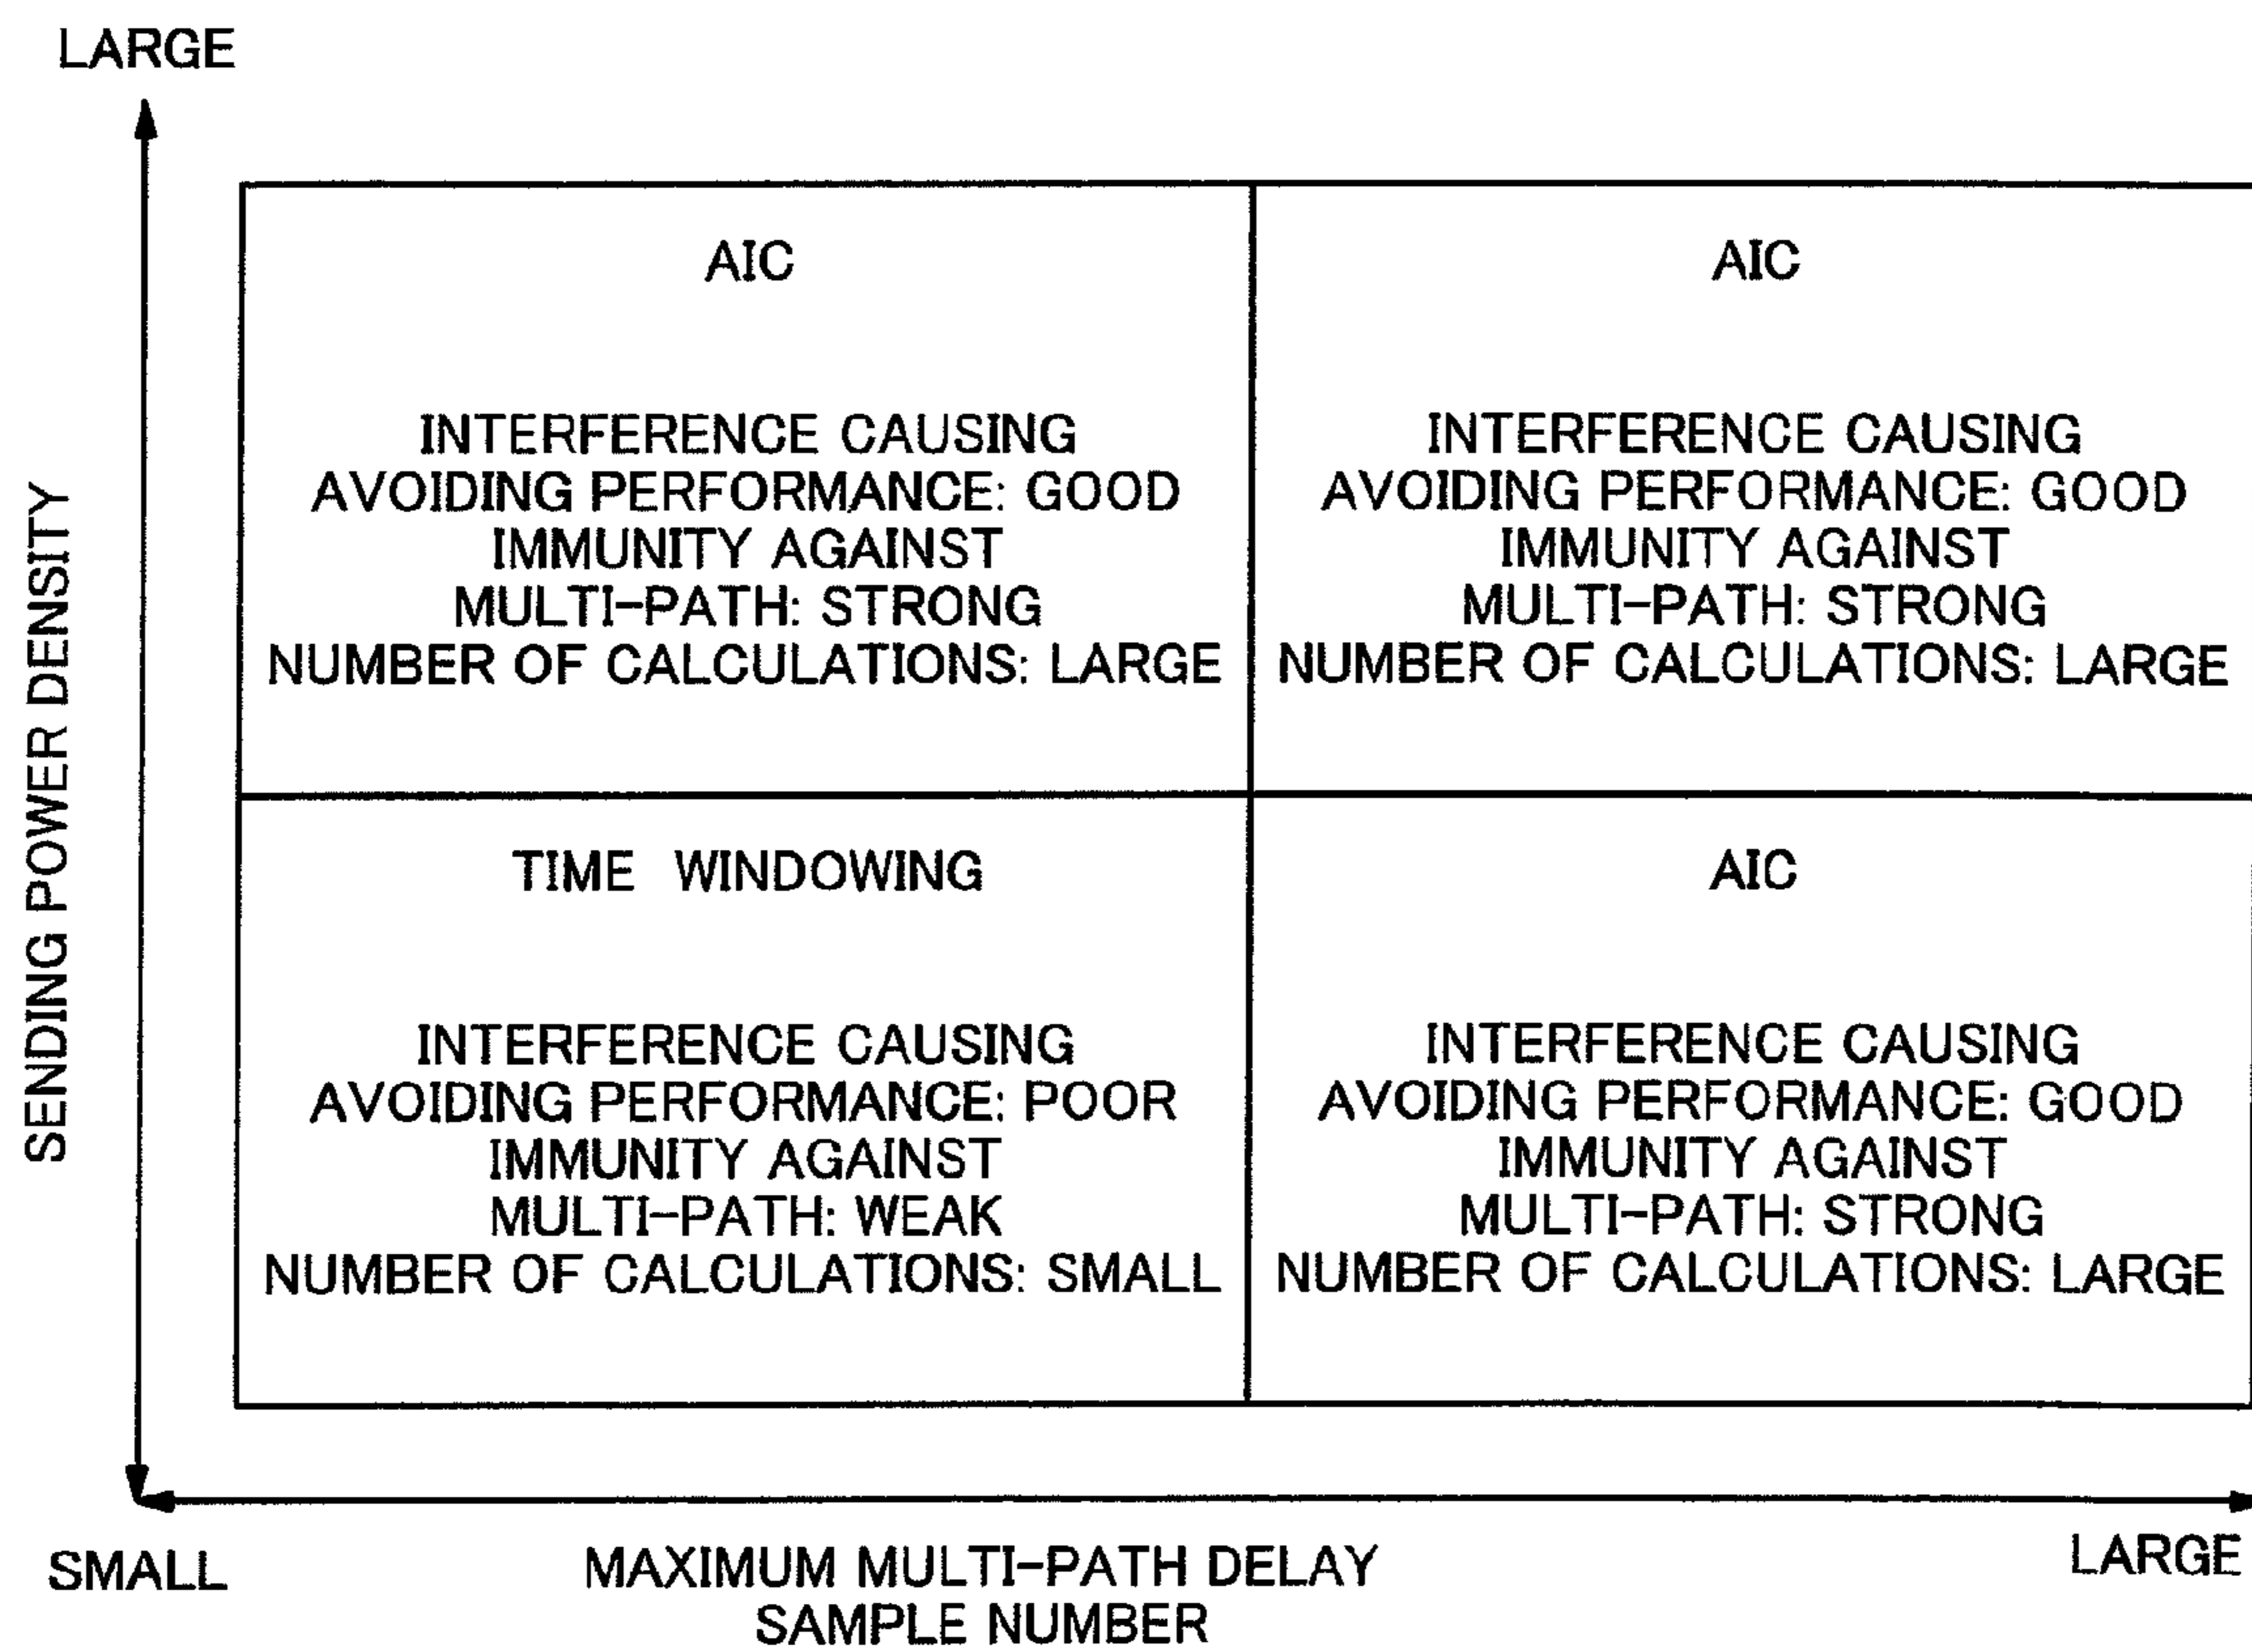 LARGE
SENDING POWER DENSITY
AIC
INTERFERENCE CAUSING
AVOIDING PERFORMANCE: GOOD
IMMUNITY AGAINST
MULTI-PATH: STRONG
NUMBER OF CALCULATIONS: LARGE
AIC
INTERFERENCE CAUSING
AVOIDING PERFORMANCE: GOOD
IMMUNITY AGAINST
MULTI-PATH: STRONG
NUMBER OF CALCULATIONS: LARGE
TIME WINDOWING
INTERFERENCE CAUSING
AVOIDING PERFORMANCE: POOR
IMMUNITY AGAINST
MULTI-PATH: WEAK
NUMBER OF CALCULATIONS: SMALL
AIC
INTERFERENCE CAUSING
AVOIDING PERFORMANCE: GOOD
IMMUNITY AGAINST
MULTI-PATH: STRONG
NUMBER OF CALCULATIONS: LARGE
SMALL
MAXIMUM MULTI-PATH DELAY
SAMPLE NUMBER
LARGE